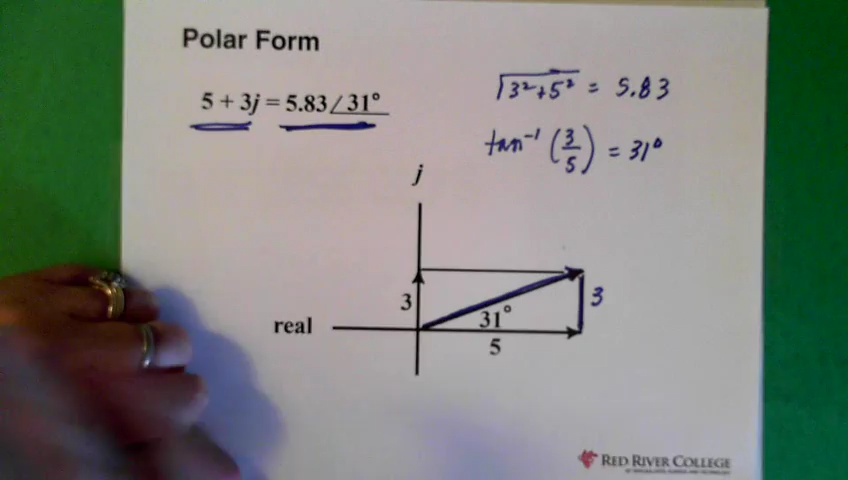 Polar Form
5 + 3j = 5.83∠31°
√3²+5² = 5.83
tan⁻¹ (3/5) = 31°
j
3
31°
3
real
5
RED RIVER COLLEGE